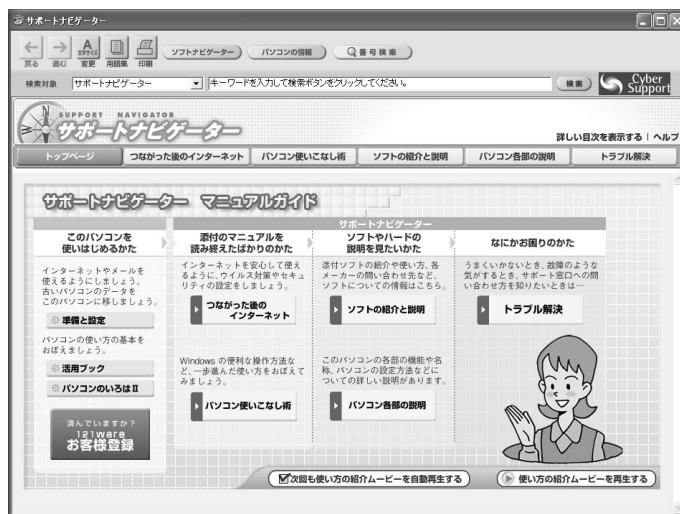 サポートナビゲーター
戻る 進む 変更 用語集 印刷
A
文字サイズ
ソフトナビゲーター
パソコンの情報
番号検索
検索対象 サポートナビゲーター キーワードを入力して検索ボタンをクリックしてください。 検索 Cyber Support
N
SUPPORT NAVIGATOR
サポートナビゲーター
詳しい目次を表示する | ヘルプ
トップページ つながった後のインターネット パソコン使いこなし術 ソフトの紹介と説明 パソコン各部の説明 トラブル解決
サポートナビゲーター マニュアルガイド
サポートナビゲーター
このパソコンを
使いはじめるかた
インターネットやメールを
使えるようにしましょう。
古いパソコンのデータを
このパソコンに移しましょう。
準備と設定
パソコンの使い方の基本を
おぼえましょう。
活用ブック
パソコンのいろはⅡ
済んでいますか?
121ware
お客様登録
添付のマニュアルを
読み終えたばかりのかた
インターネットを安心して使え
るように、ウイルス対策やセキュ
リティの設定をしましょう。
つながった後の
インターネット
Windows の便利な操作方法な
ど、一歩進んだ使い方をおぼえて
みましょう。
パソコン使いこなし術
ソフトやハードの
説明を見たいかた
添付ソフトの紹介や使い方、各
メーカーの問い合わせ先など、
ソフトについての情報はこちら。
ソフトの紹介と説明
このパソコンの各部の機能や名
称、パソコンの設定方法などに
ついての詳しい説明があります。
パソコン各部の説明
なにかお困りのかた
うまくいかないとき、故障のような
気がするとき、サポート窓口への問
い合わせ方を知りたいときは…
トラブル解決
次回も使い方の紹介ムービーを自動再生する
使い方の紹介ムービーを再生する